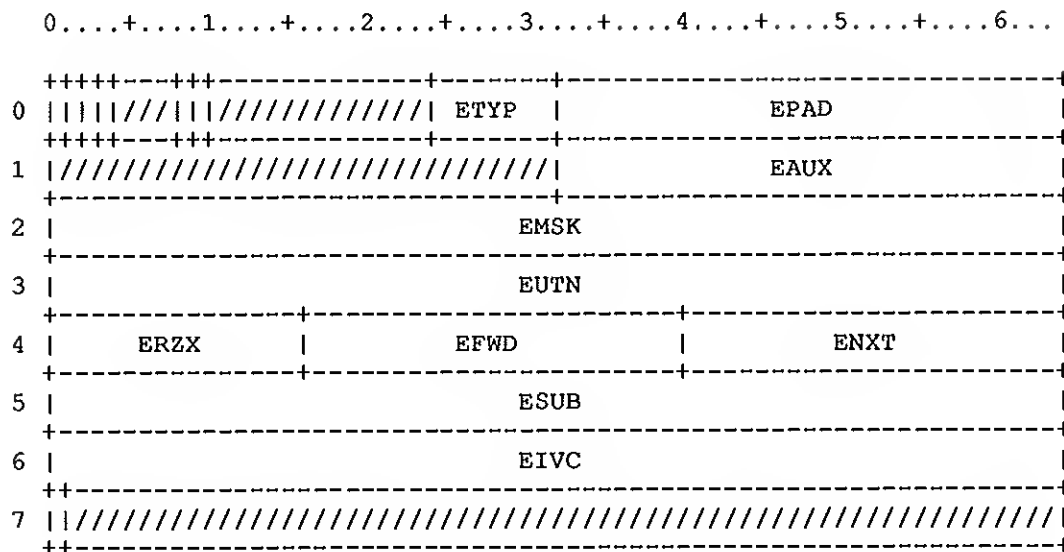 0....+....1....+....2....+....3....+....4....+....5....+....6...
+++++---+++-------------+-------+-------------------------------+
0 |||||///|||/////////////| ETYP | EPAD |
+++++---+++-------------+-------+-------------------------------+
1 |///////////////////////////////| EAUX |
+-------------------------------+-------------------------------+
2 | EMSK |
+---------------------------------------------------------------+
3 | EUTN |
+---------------+-----------------------+-----------------------+
4 | ERZX | EFWD | ENXT |
+---------------+-----------------------+-----------------------+
5 | ESUB |
+---------------------------------------------------------------+
6 | EIVC |
++--------------------------------------------------------------+
7 ||//////////////////////////////////////////////////////////////|
++--------------------------------------------------------------+